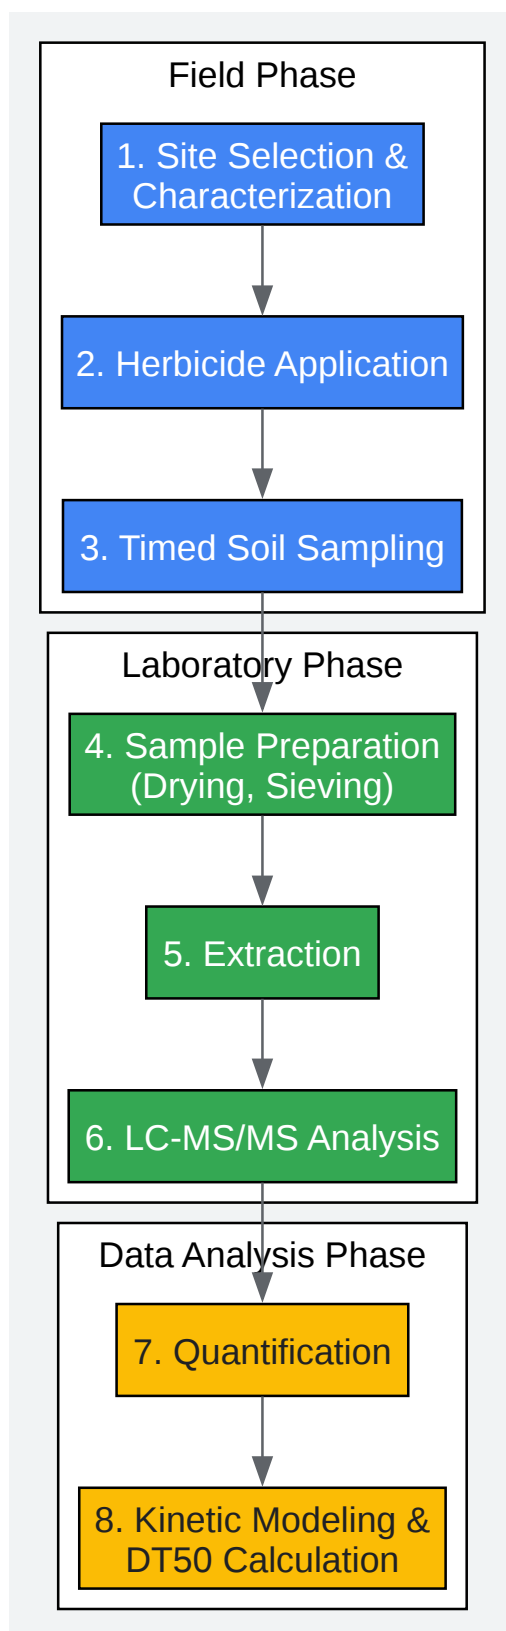 Field Phase
1. Site Selection &
Characterization
2. Herbicide Application
3. Timed Soil Sampling
Laboratory Phase
4. Sample Preparation
(Drying, Sieving)
5. Extraction
6. LC-MS/MS Analysis
Data Analysis Phase
7. Quantification
8. Kinetic Modeling &
DT50 Calculation